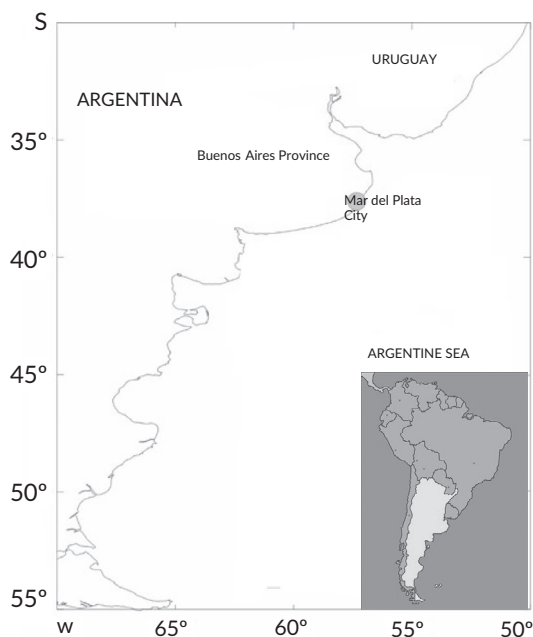 S
URUGUAY
ARGENTINA
35°
Buenos Aires Province
Mar del Plata
City
40°
ARGENTINE SEA
45°
50°
55°
W
65°
60°
55°
50°